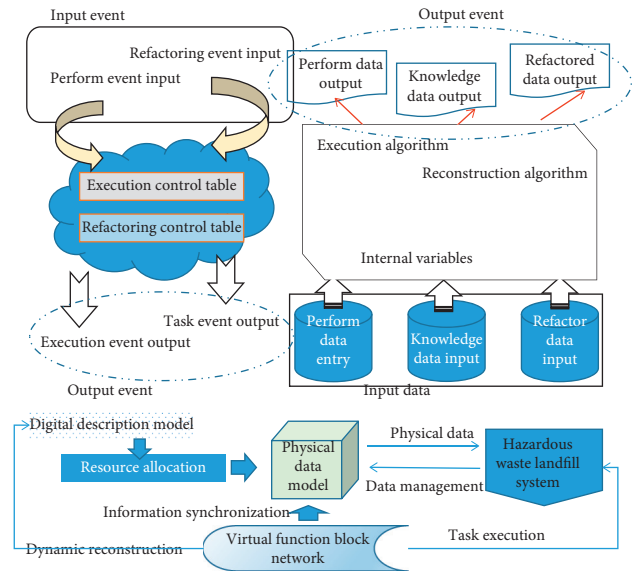 Input event
Output event
Refactoring event input
Perform event input
Perform data
output
Knowledge
data output
Refactored
data output
Execution algorithm
Reconstruction algorithm
Internal variables
Execution control table
Refactoring control table
Task event output
Execution event output
Output event
Perform
data
entry
Knowledge
data input
Refactor
data
input
Input data
Digital description model
Resource allocation
Physical
data
model
Physical data
Data management
Hazardous
waste landfill
system
Information synchronization
Dynamic reconstruction
Virtual function block
network
Task execution